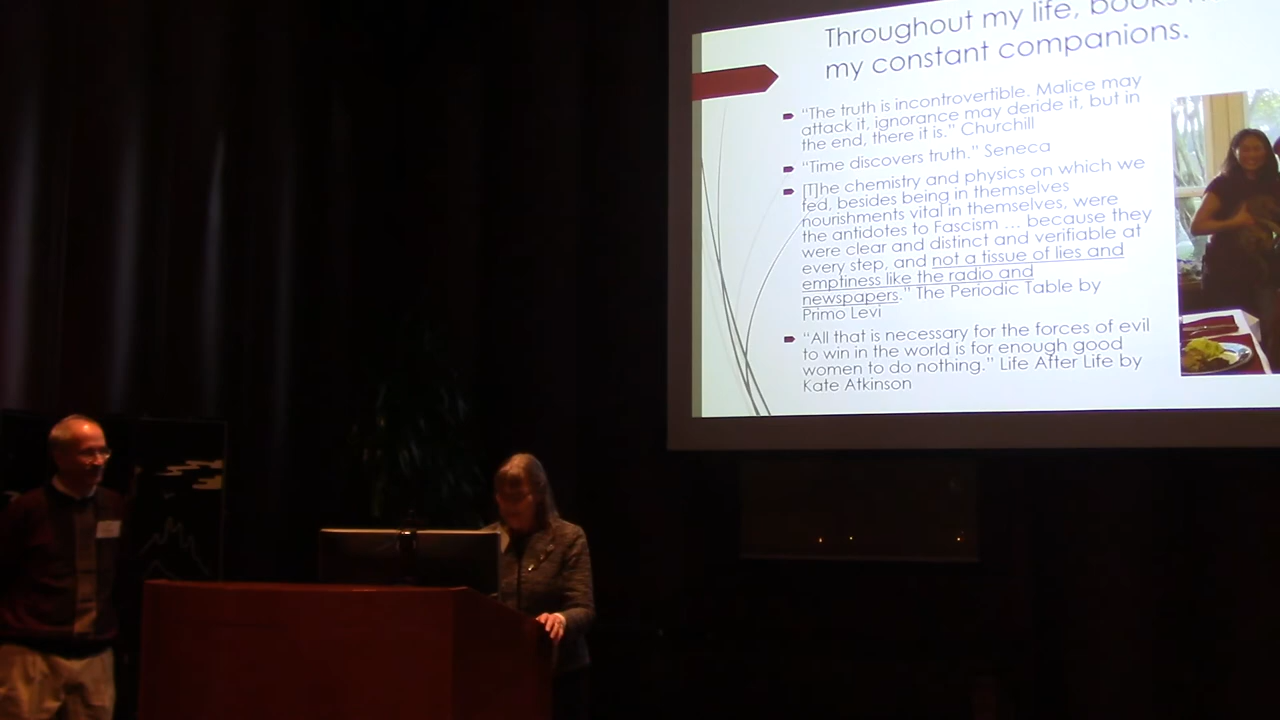 Throughout my life, books
my constant companions.
"The truth is incontrovertible. Malice may
attack it, ignorance may deride it, but in
the end, there it is." Churchill
"Time discovers truth." Seneca
[T]he chemistry and physics on which we
fed, besides being in themselves
nourishments vital in themselves, were
the antidotes to Fascism ... because they
were clear and distinct and verifiable at
every step, and not a tissue of lies and
emptiness like the radio and
newspapers." The Periodic Table by
Primo Levi
"All that is necessary for the forces of evil
to win in the world is for enough good
women to do nothing." Life After Life by
Kate Atkinson